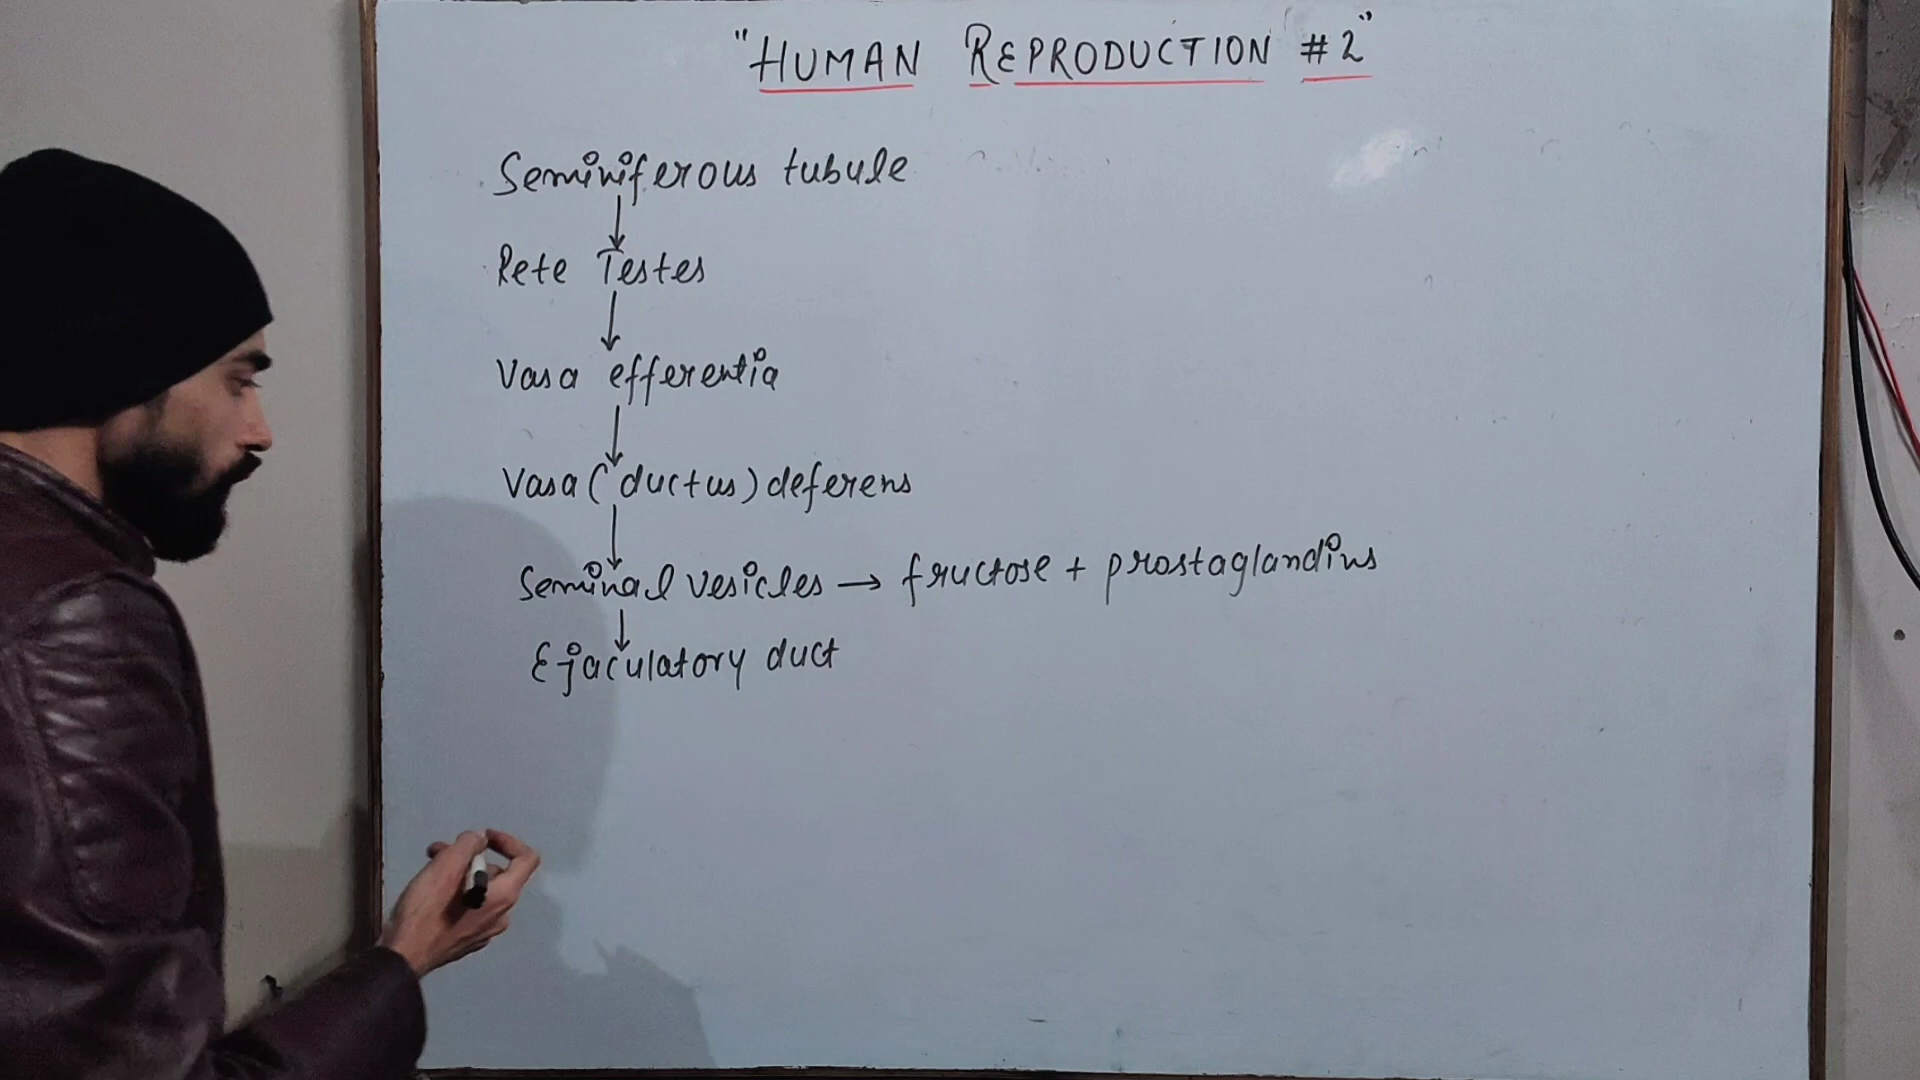 "HUMAN REPRODUCTION #2"
Seminiferous tubule
↓
Rete Testes
↓
Vasa efferentia
↓
Vasa (ductus) deferens
↓
Seminal vesicles → fructose + prostaglandins
↓
Ejaculatory duct